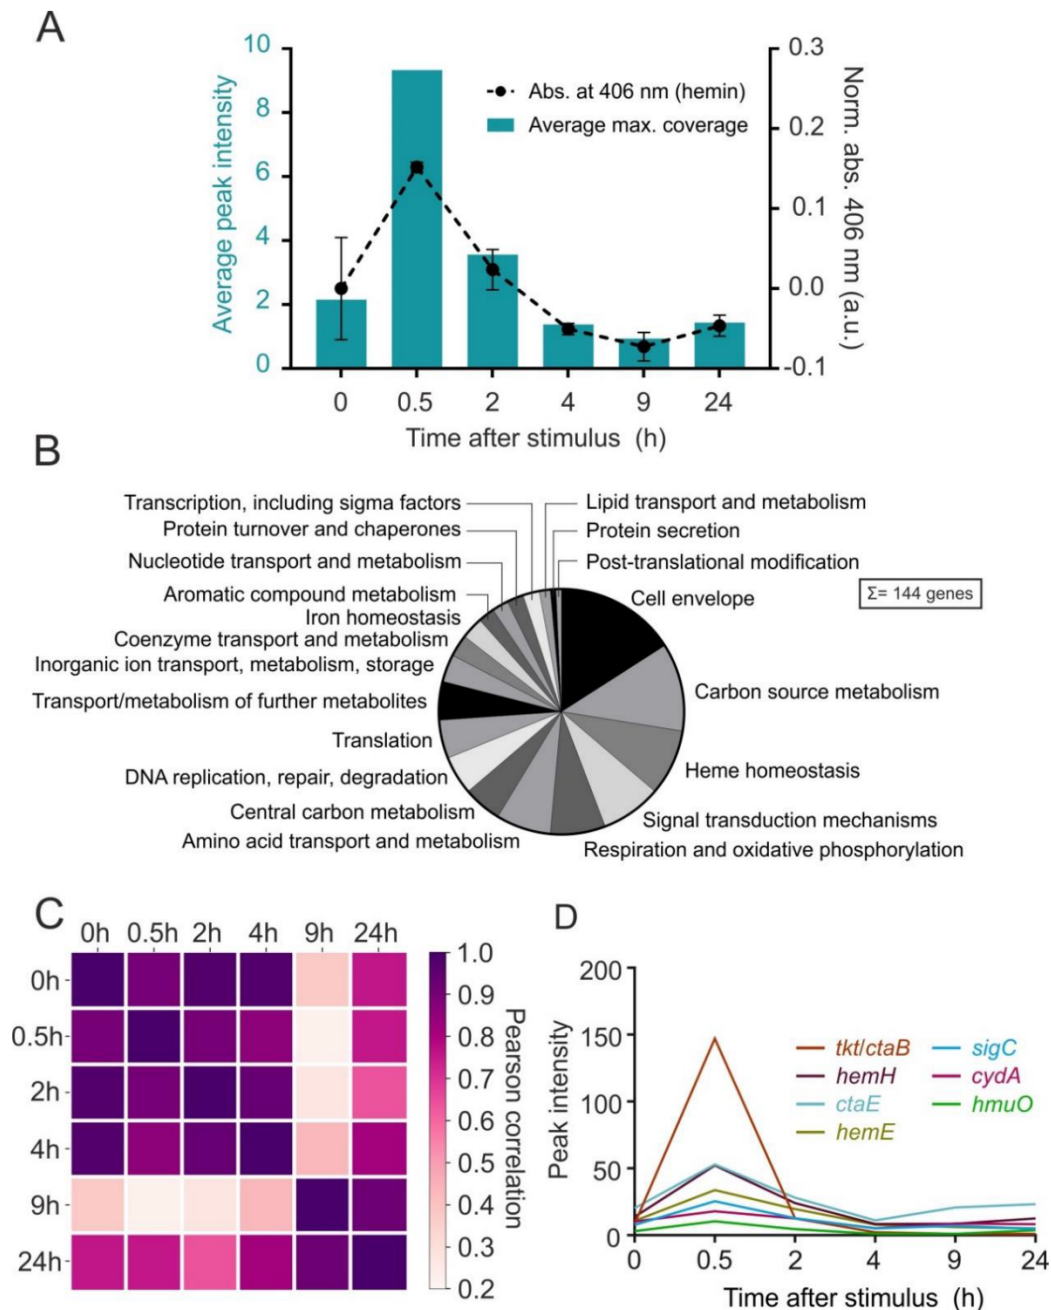 A
Average peak intensity
10
8
6
4
2
0
Abs. at 406 nm (hemin)
Average max. coverage
0.3
0.2
0.1
0.0
-0.1
Norm. abs. 406 nm (a.u.)
0 0.5 2 4 9 24
Time after stimulus (h)
B
Transcription, including sigma factors
Protein turnover and chaperones
Nucleotide transport and metabolism
Aromatic compound metabolism
Iron homeostasis
Coenzyme transport and metabolism
Inorganic ion transport, metabolism, storage
Transport/metabolism of further metabolites
Translation
DNA replication, repair, degradation
Central carbon metabolism
Amino acid transport and metabolism
Lipid transport and metabolism
Protein secretion
Post-translational modification
Σ= 144 genes
Cell envelope
Carbon source metabolism
Heme homeostasis
Signal transduction mechanisms
Respiration and oxidative phosphorylation
C
0h 0.5h 2h 4h 9h 24h
0h
0.5h
2h
4h
9h
24h
1.0
0.9
0.8
0.7
0.6
0.5
0.4
0.3
0.2
Pearson correlation
D
Peak intensity
200
150
100
50
0
tkt/ctaB
hemH
ctaE
hemE
sigC
cydA
hmuO
0 0.5 2 4 9 24
Time after stimulus (h)